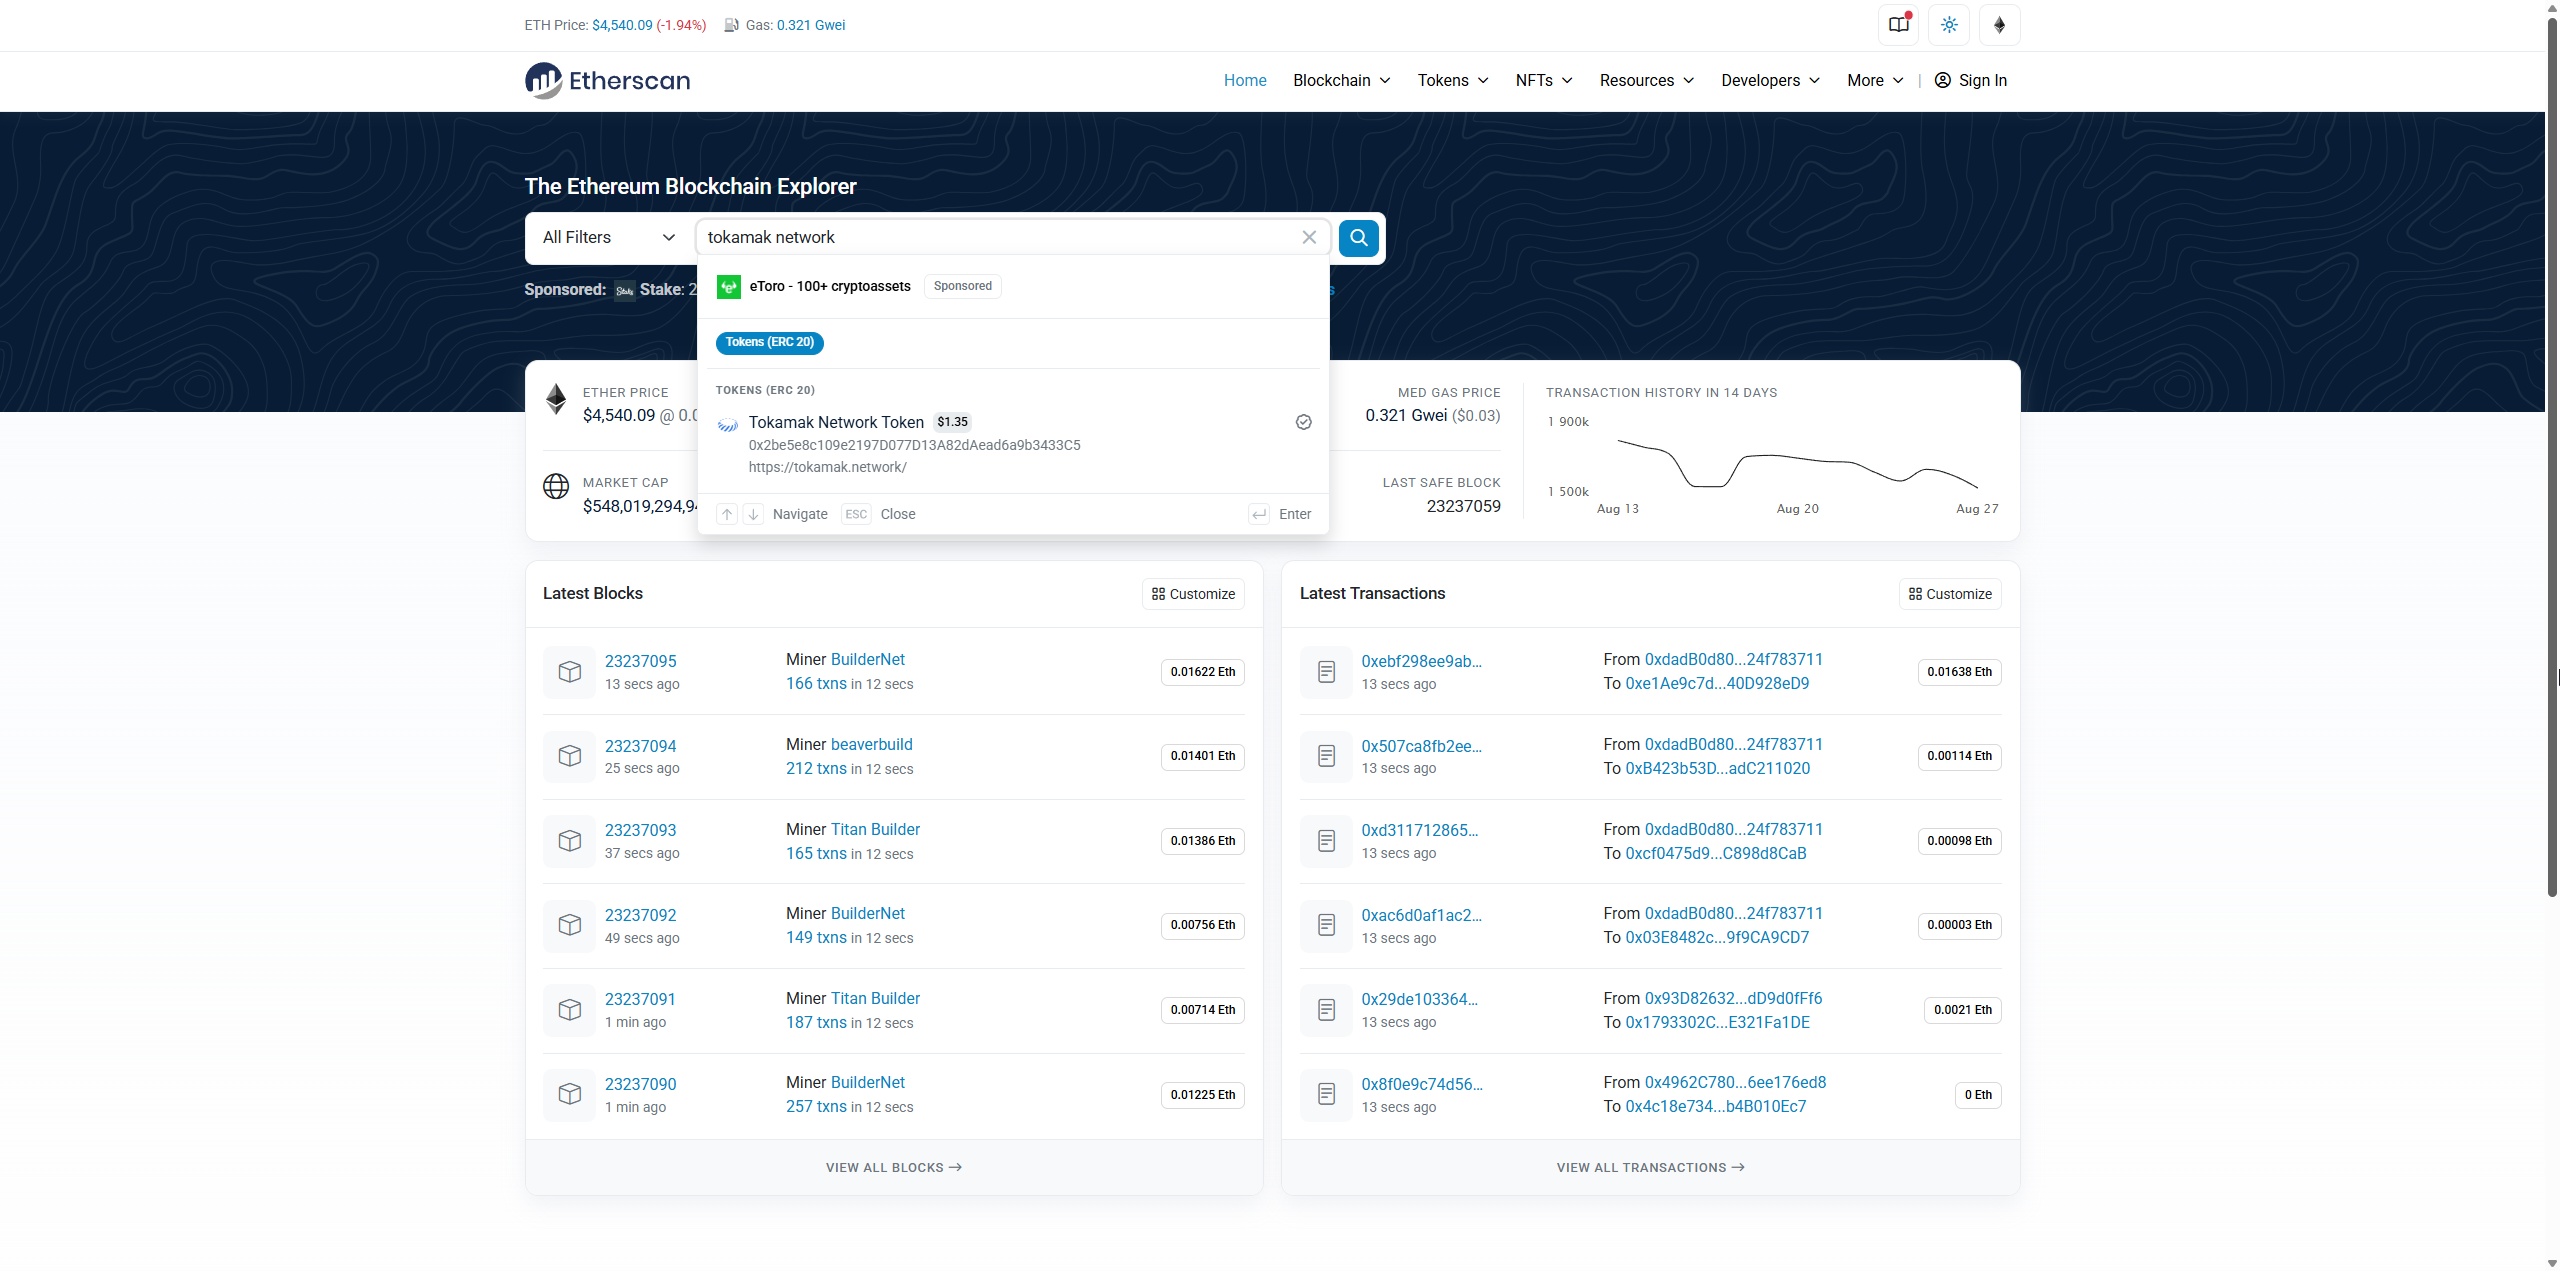 ETH Price: $4,540.09 (-1.94%) Gas: 0.321 Gwei
Etherscan
Home Blockchain Tokens NFTs Resources Developers More | Sign In
The Ethereum Blockchain Explorer
All Filters tokamak network
Sponsored: Stake: 2
eToro - 100+ cryptoassets Sponsored
Tokens (ERC 20)
TOKENS (ERC 20)
Tokamak Network Token $1.35
0x2be5e8c109e2197D077D13A82dAead6a9b3433C5
https://tokamak.network/
Navigate ESC Close Enter
ETHER PRICE
$4,540.09 @ 0.0
MARKET CAP
$548,019,294,94
MED GAS PRICE
0.321 Gwei ($0.03)
LAST SAFE BLOCK
23237059
TRANSACTION HISTORY IN 14 DAYS
1 900k
1 500k
Aug 13 Aug 20 Aug 27
Latest Blocks Customize
23237095 Miner BuilderNet 0.01622 Eth
13 secs ago 166 txns in 12 secs
23237094 Miner beaverbuild 0.01401 Eth
25 secs ago 212 txns in 12 secs
23237093 Miner Titan Builder 0.01386 Eth
37 secs ago 165 txns in 12 secs
23237092 Miner BuilderNet 0.00756 Eth
49 secs ago 149 txns in 12 secs
23237091 Miner Titan Builder 0.00714 Eth
1 min ago 187 txns in 12 secs
23237090 Miner BuilderNet 0.01225 Eth
1 min ago 257 txns in 12 secs
VIEW ALL BLOCKS →
Latest Transactions Customize
0xebf298ee9ab... From 0xdadB0d80...24f783711 0.01638 Eth
13 secs ago To 0xe1Ae9c7d...40D928eD9
0x507ca8fb2ee... From 0xdadB0d80...24f783711 0.00114 Eth
13 secs ago To 0xB423b53D...adC211020
0xd311712865... From 0xdadB0d80...24f783711 0.00098 Eth
13 secs ago To 0xcf0475d9...C898d8CaB
0xac6d0af1ac2... From 0xdadB0d80...24f783711 0.00003 Eth
13 secs ago To 0x03E8482c...9f9CA9CD7
0x29de103364... From 0x93D82632...dD9d0fFf6 0.0021 Eth
13 secs ago To 0x1793302C...E321Fa1DE
0x8f0e9c74d56... From 0x4962C780...6ee176ed8 0 Eth
13 secs ago To 0x4c18e734...b4B010Ec7
VIEW ALL TRANSACTIONS →